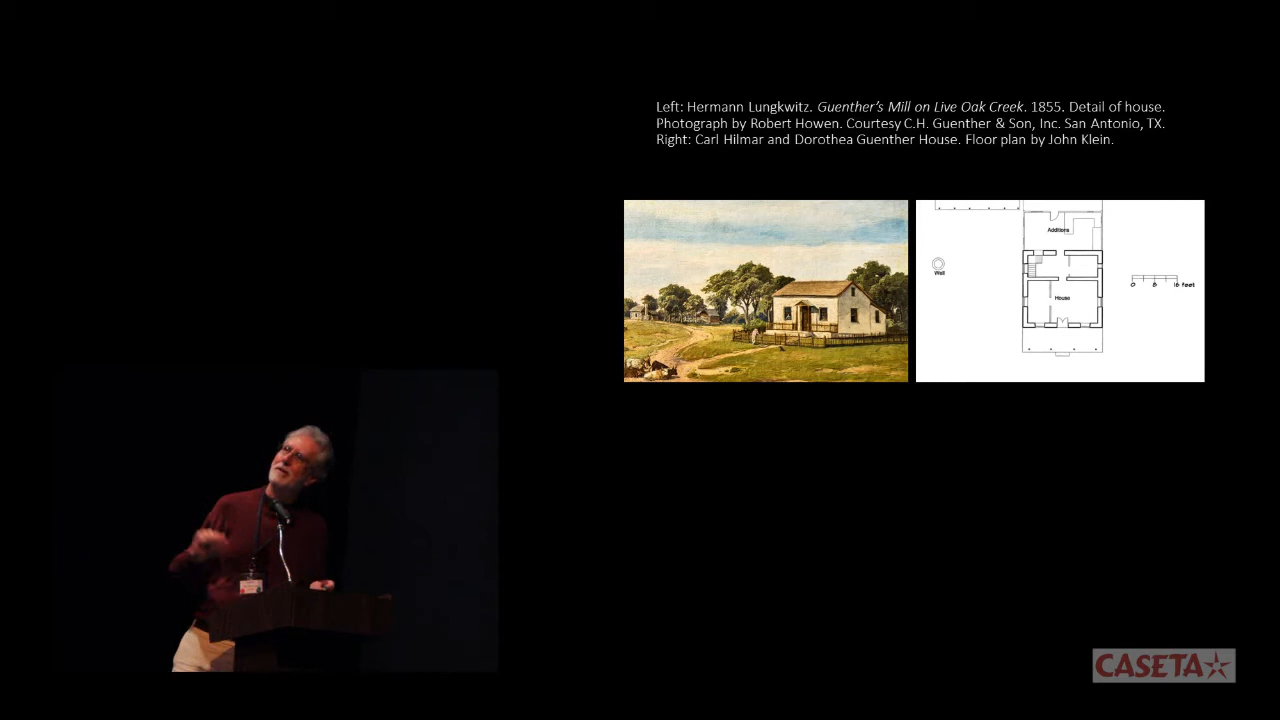 Left: Hermann Lungkwitz. Guenther's Mill on Live Oak Creek. 1855. Detail of house.
Photograph by Robert Howen. Courtesy C.H. Guenther & Son, Inc. San Antonio, TX.
Right: Carl Hilmar and Dorothea Guenther House. Floor plan by John Klein.
Additions
Well
House
0 8 16 feet
CASETA